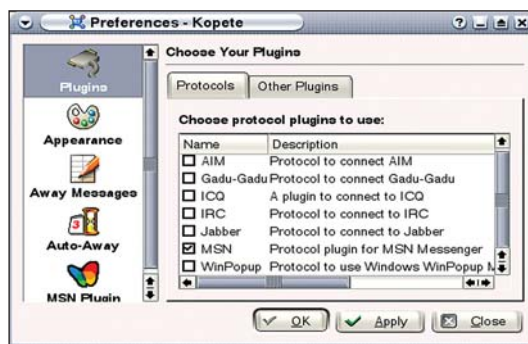 Preferences - Kopete
Plugins
Appearance
Away Messages
Auto-Away
MSN Plugin
Choose Your Plugins
Protocols
Other Plugins
Choose protocol plugins to use:
Name Description
AIM Protocol to connect AIM
Gadu-Gadu Protocol to connect Gadu-Gadu
ICQ A plugin to connect to ICQ
IRC Protocol to connect to IRC
Jabber Protocol to connect to Jabber
MSN Protocol plugin for MSN Messenger
WinPopup Protocol to use Windows WinPopup M
OK Apply Close